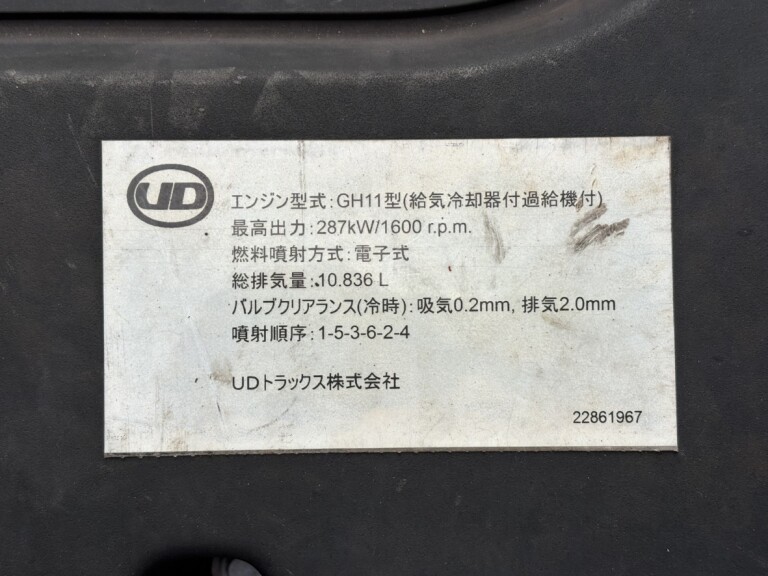 UD
エンジン型式:GH11型(給気冷却器付過給機付)
最高出力:287kW/1600 r.p.m.
燃料噴射方式:電子式
総排気量:10.836 L
バルブクリアランス(冷時):吸気0.2mm, 排気2.0mm
噴射順序:1-5-3-6-2-4
UDトラックス株式会社
22861967